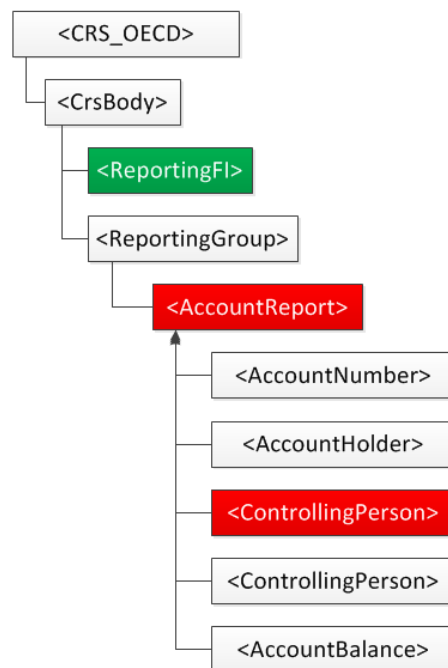 <CRS_OECD>
<CrsBody>
<ReportingFI>
<ReportingGroup>
<AccountReport>
<AccountNumber>
<AccountHolder>
<ControllingPerson>
<ControllingPerson>
<AccountBalance>